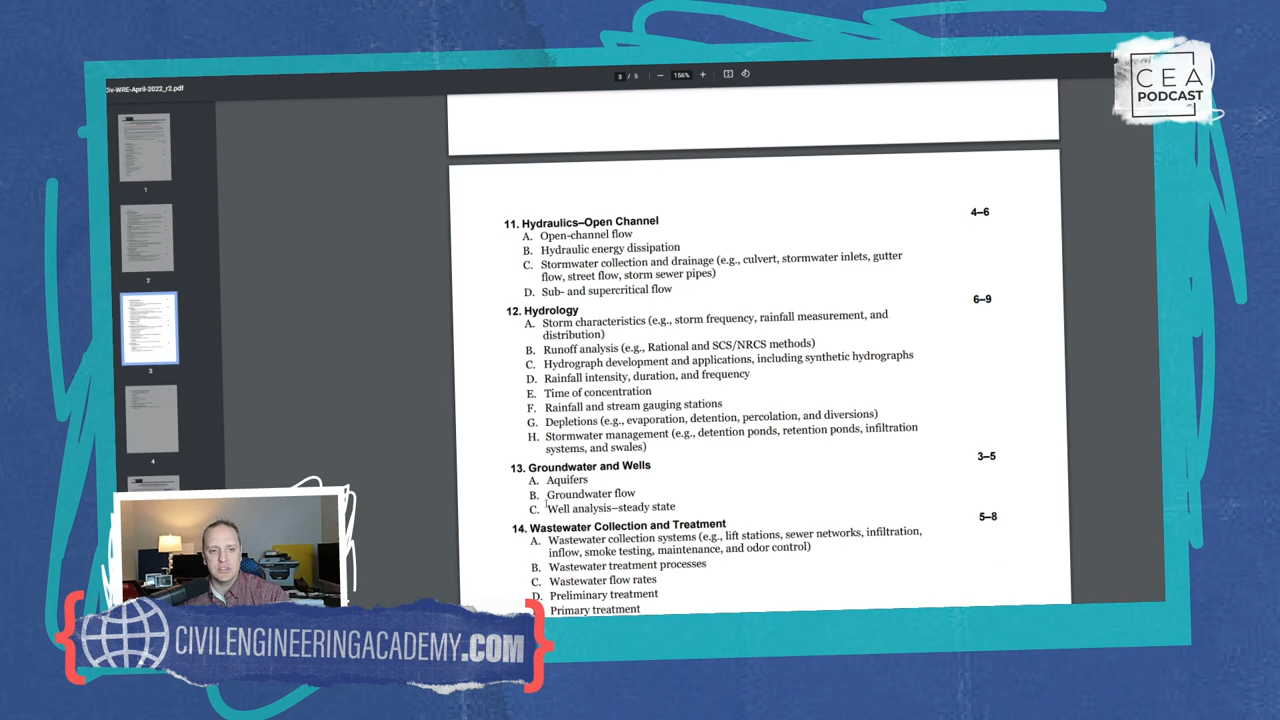 CEA
PODCAST
Civ-WRE-April-2022_r2.pdf
3 / 5
156%
1
2
3
4
11. Hydraulics–Open Channel 4–6
A. Open-channel flow
B. Hydraulic energy dissipation
C. Stormwater collection and drainage (e.g., culvert, stormwater inlets, gutter
flow, street flow, storm sewer pipes)
D. Sub- and supercritical flow
12. Hydrology 6–9
A. Storm characteristics (e.g., storm frequency, rainfall measurement, and
distribution)
B. Runoff analysis (e.g., Rational and SCS/NRCS methods)
C. Hydrograph development and applications, including synthetic hydrographs
D. Rainfall intensity, duration, and frequency
E. Time of concentration
F. Rainfall and stream gauging stations
G. Depletions (e.g., evaporation, detention, percolation, and diversions)
H. Stormwater management (e.g., detention ponds, retention ponds, infiltration
systems, and swales)
13. Groundwater and Wells 3–5
A. Aquifers
B. Groundwater flow
C. Well analysis–steady state
14. Wastewater Collection and Treatment 5–8
A. Wastewater collection systems (e.g., lift stations, sewer networks, infiltration,
inflow, smoke testing, maintenance, and odor control)
B. Wastewater treatment processes
C. Wastewater flow rates
D. Preliminary treatment
Primary treatment
CIVILENGINEERINGACADEMY.COM